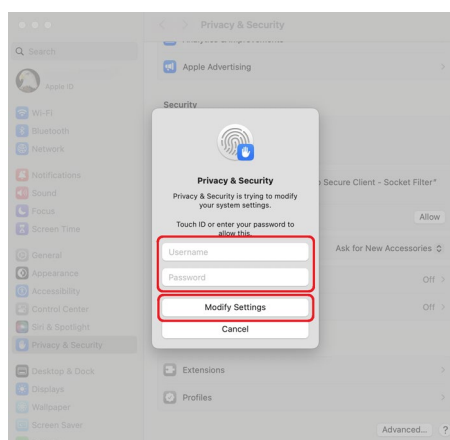 Privacy & Security
Search
Apple ID
Wi-Fi
Bluetooth
Network
Notifications
Sound
Focus
Screen Time
General
Appearance
Accessibility
Control Center
Siri & Spotlight
Privacy & Security
Desktop & Dock
Displays
Wallpaper
Screen Saver
Analytics & Improvements
Apple Advertising
Security
Secure Client - Socket Filter"
Allow
Ask for New Accessories
Off
Off
Extensions
Profiles
Advanced...
?
Privacy & Security
Privacy & Security is trying to modify
your system settings.
Touch ID or enter your password to
allow this.
Username
Password
Modify Settings
Cancel